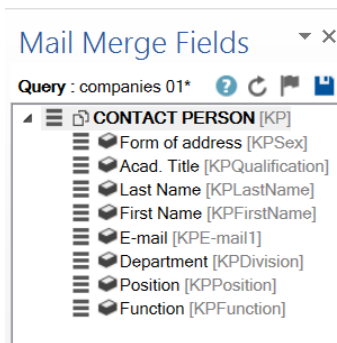 Mail Merge Fields
Query : companies 01*
CONTACT PERSON [KP]
Form of address [KPSex]
Acad. Title [KPQualification]
Last Name [KPLastName]
First Name [KPFirstName]
E-mail [KPE-mail1]
Department [KPDivision]
Position [KPPosition]
Function [KPFunction]